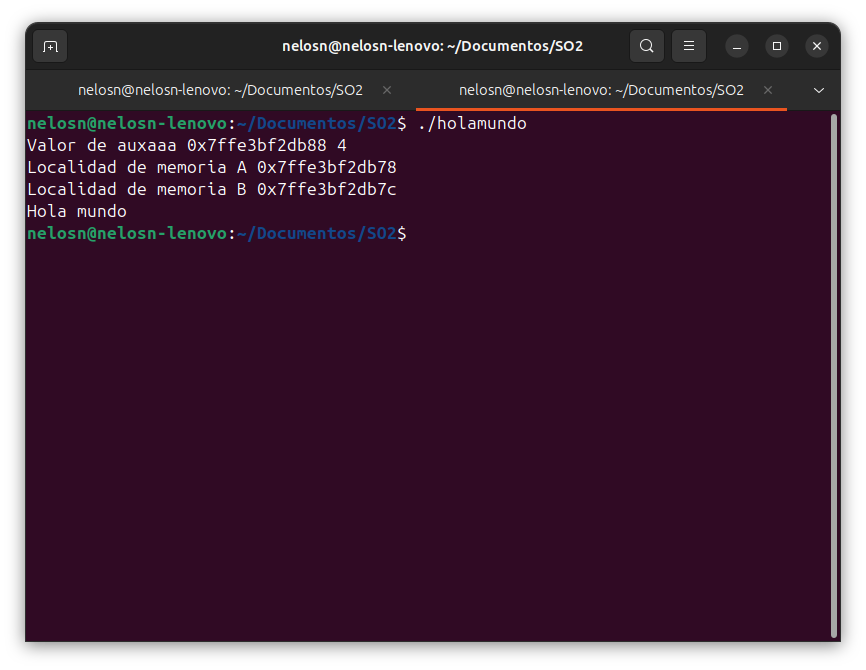 nelosn@nelosn-lenovo: ~/Documentos/SO2
nelosn@nelosn-lenovo: ~/Documentos/SO2
nelosn@nelosn-lenovo: ~/Documentos/SO2
nelosn@nelosn-lenovo:~/Documentos/SO2$ ./holamundo
Valor de auxaaa 0x7ffe3bf2db88 4
Localidad de memoria A 0x7ffe3bf2db78
Localidad de memoria B 0x7ffe3bf2db7c
Hola mundo
nelosn@nelosn-lenovo:~/Documentos/SO2$